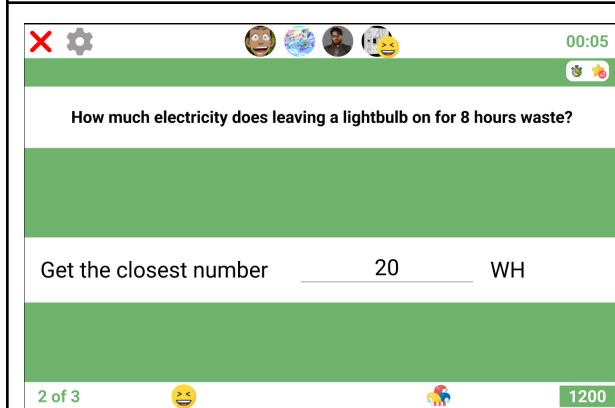 00:05
How much electricity does leaving a lightbulb on for 8 hours waste?
Get the closest number 20 WH
2 of 3 1200